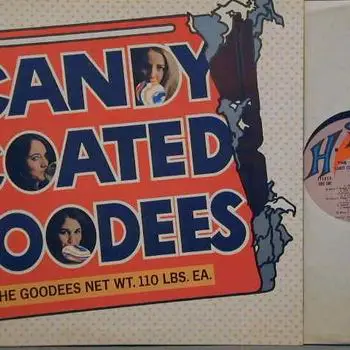 CANDY
COATED
OODEES
HE GOODEES NET WT. 110 LBS. EA.
H